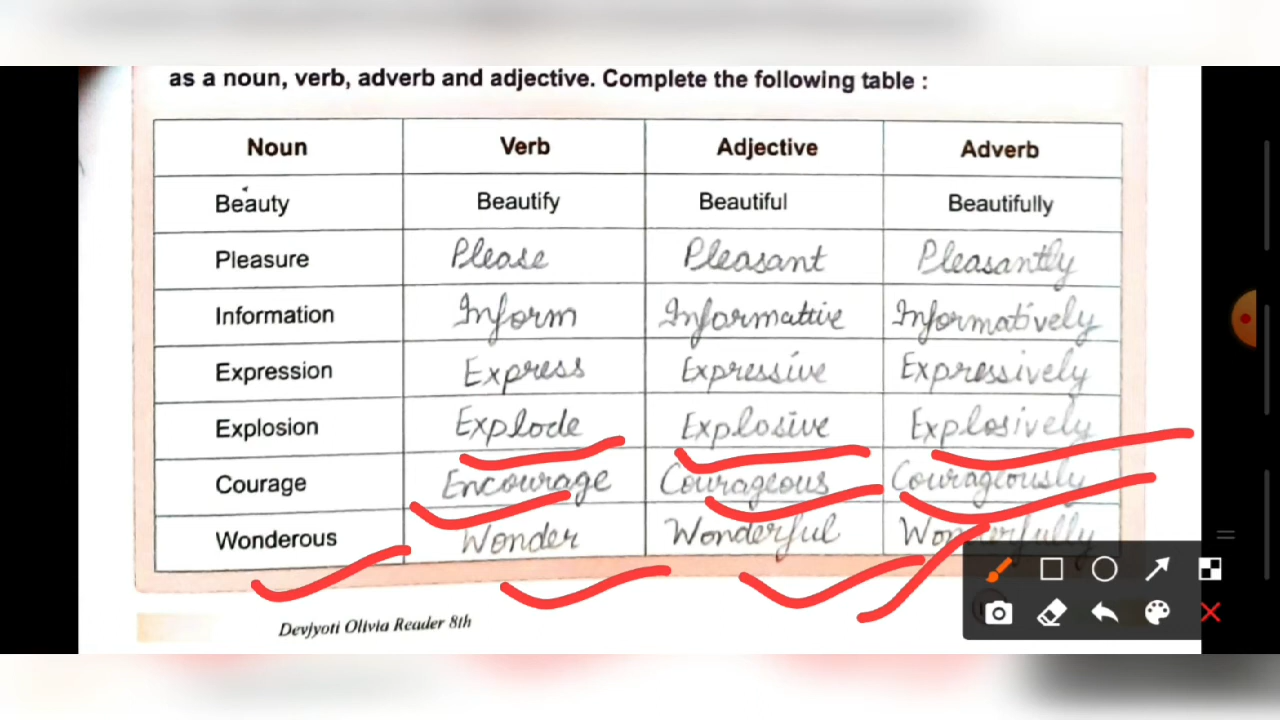 as a noun, verb, adverb and adjective. Complete the following table :
Noun Verb Adjective Adverb
Beauty Beautify Beautiful Beautifully
Pleasure Please Pleasant Pleasantly
Information Inform Informative Informatively
Expression Express Expressive Expressively
Explosion Explode Explosive Explosively
Courage Encourage Courageous Courageously
Wonderous Wonder Wonderful Wonderfully
Devjyoti Olivia Reader 8th